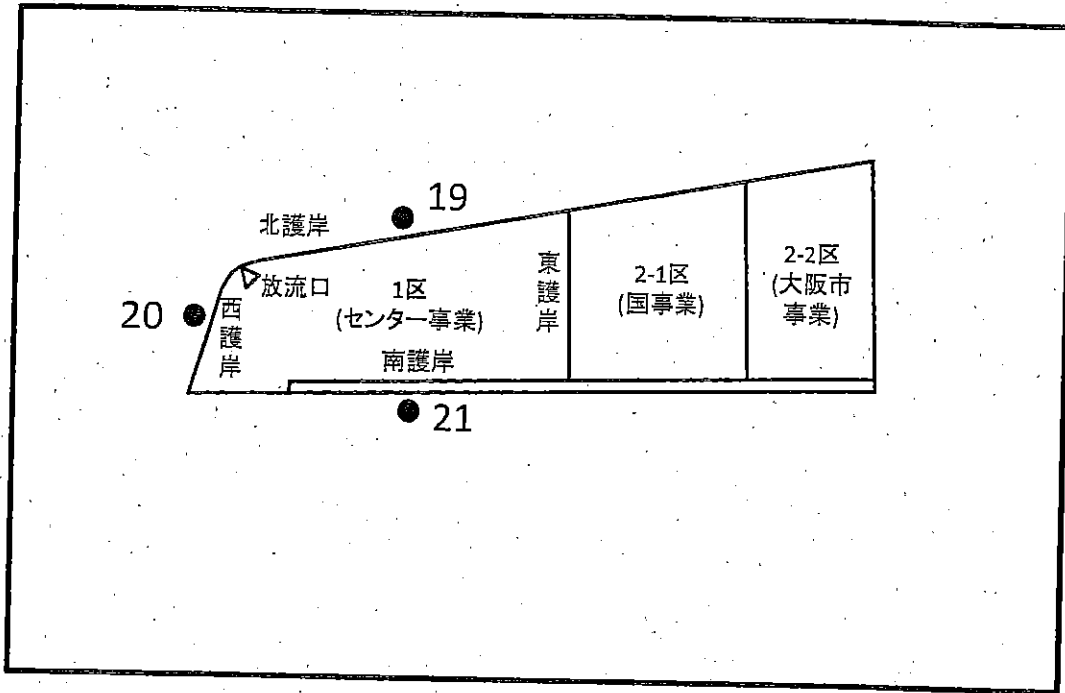 19
北護岸
放流口
20
西護岸
1区
(センター事業)
南護岸
東護岸
2-1区
(国事業)
2-2区
(大阪市
事業)
21